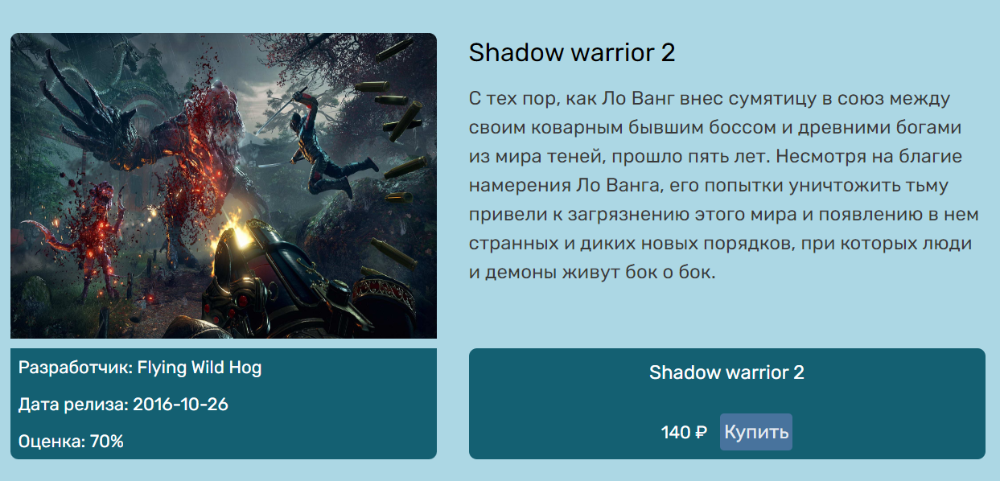 Shadow warrior 2
С тех пор, как Ло Ванг внес сумятицу в союз между
своим коварным бывшим боссом и древними богами
из мира теней, прошло пять лет. Несмотря на благие
намерения Ло Ванга, его попытки уничтожить тьму
привели к загрязнению этого мира и появлению в нем
странных и диких новых порядков, при которых люди
и демоны живут бок о бок.
Разработчик: Flying Wild Hog
Дата релиза: 2016-10-26
Оценка: 70%
Shadow warrior 2
140 ₽ Купить